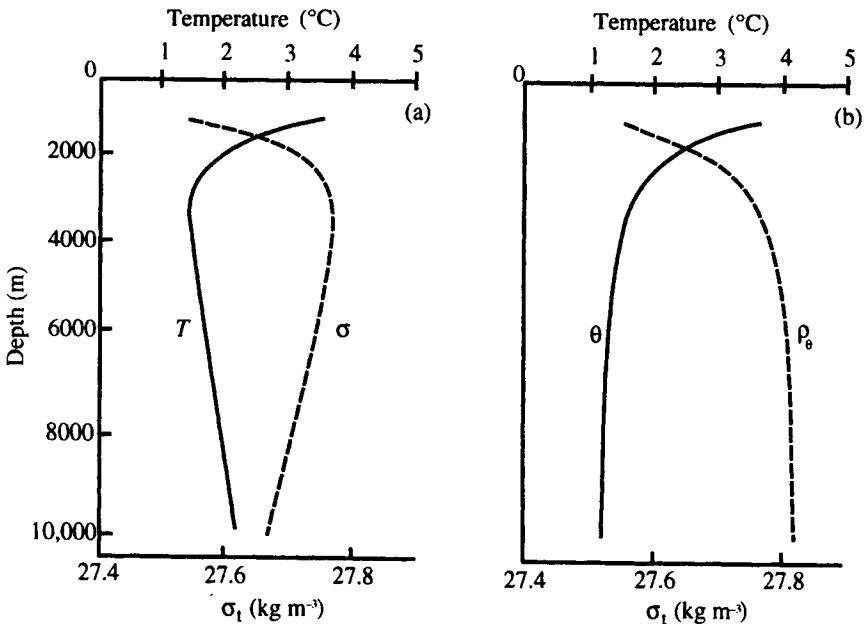 Temperature (°C)
0 1 2 3 4 5
(a)
2000
4000
6000
8000
10,000
Depth (m)
T σ
27.4 27.6 27.8
σt (kg m-3)
Temperature (°C)
0 1 2 3 4 5
(b)
θ ρθ
27.4 27.6 27.8
σt (kg m-3)